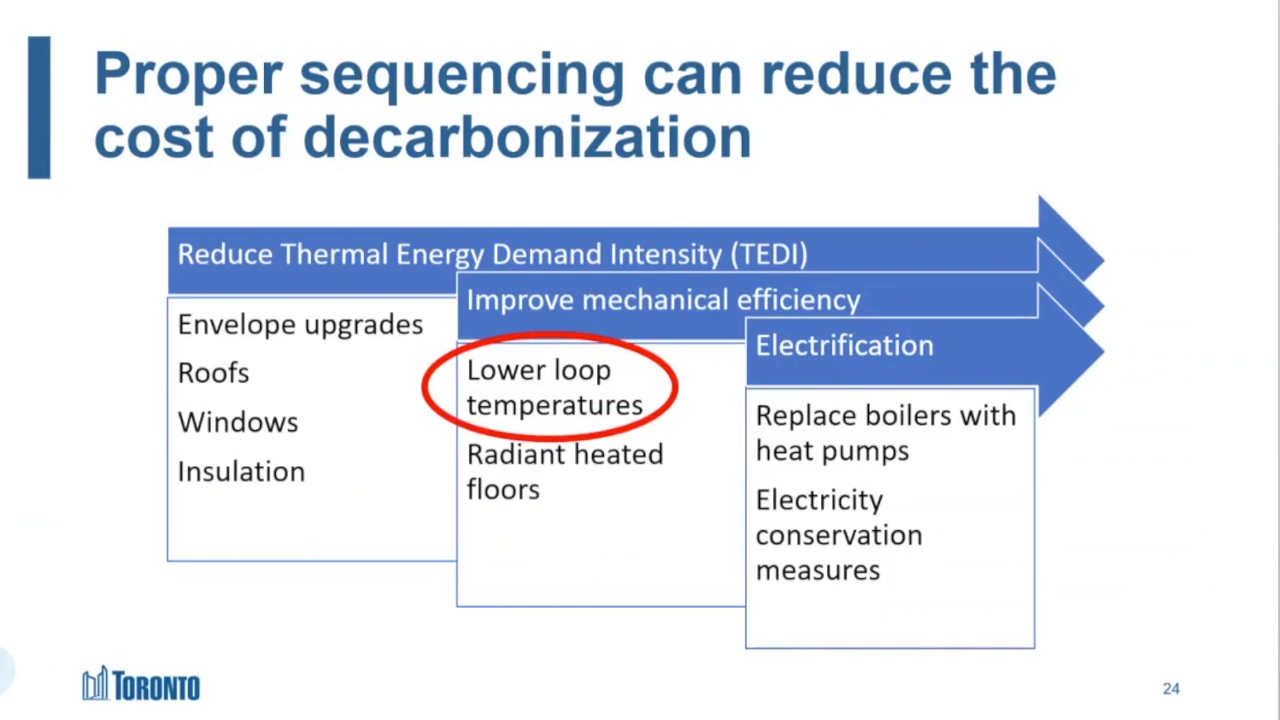 Proper sequencing can reduce the
cost of decarbonization
Reduce Thermal Energy Demand Intensity (TEDI)
Envelope upgrades
Roofs
Windows
Insulation
Improve mechanical efficiency
Lower loop
temperatures
Radiant heated
floors
Electrification
Replace boilers with
heat pumps
Electricity
conservation
measures
TORONTO
24